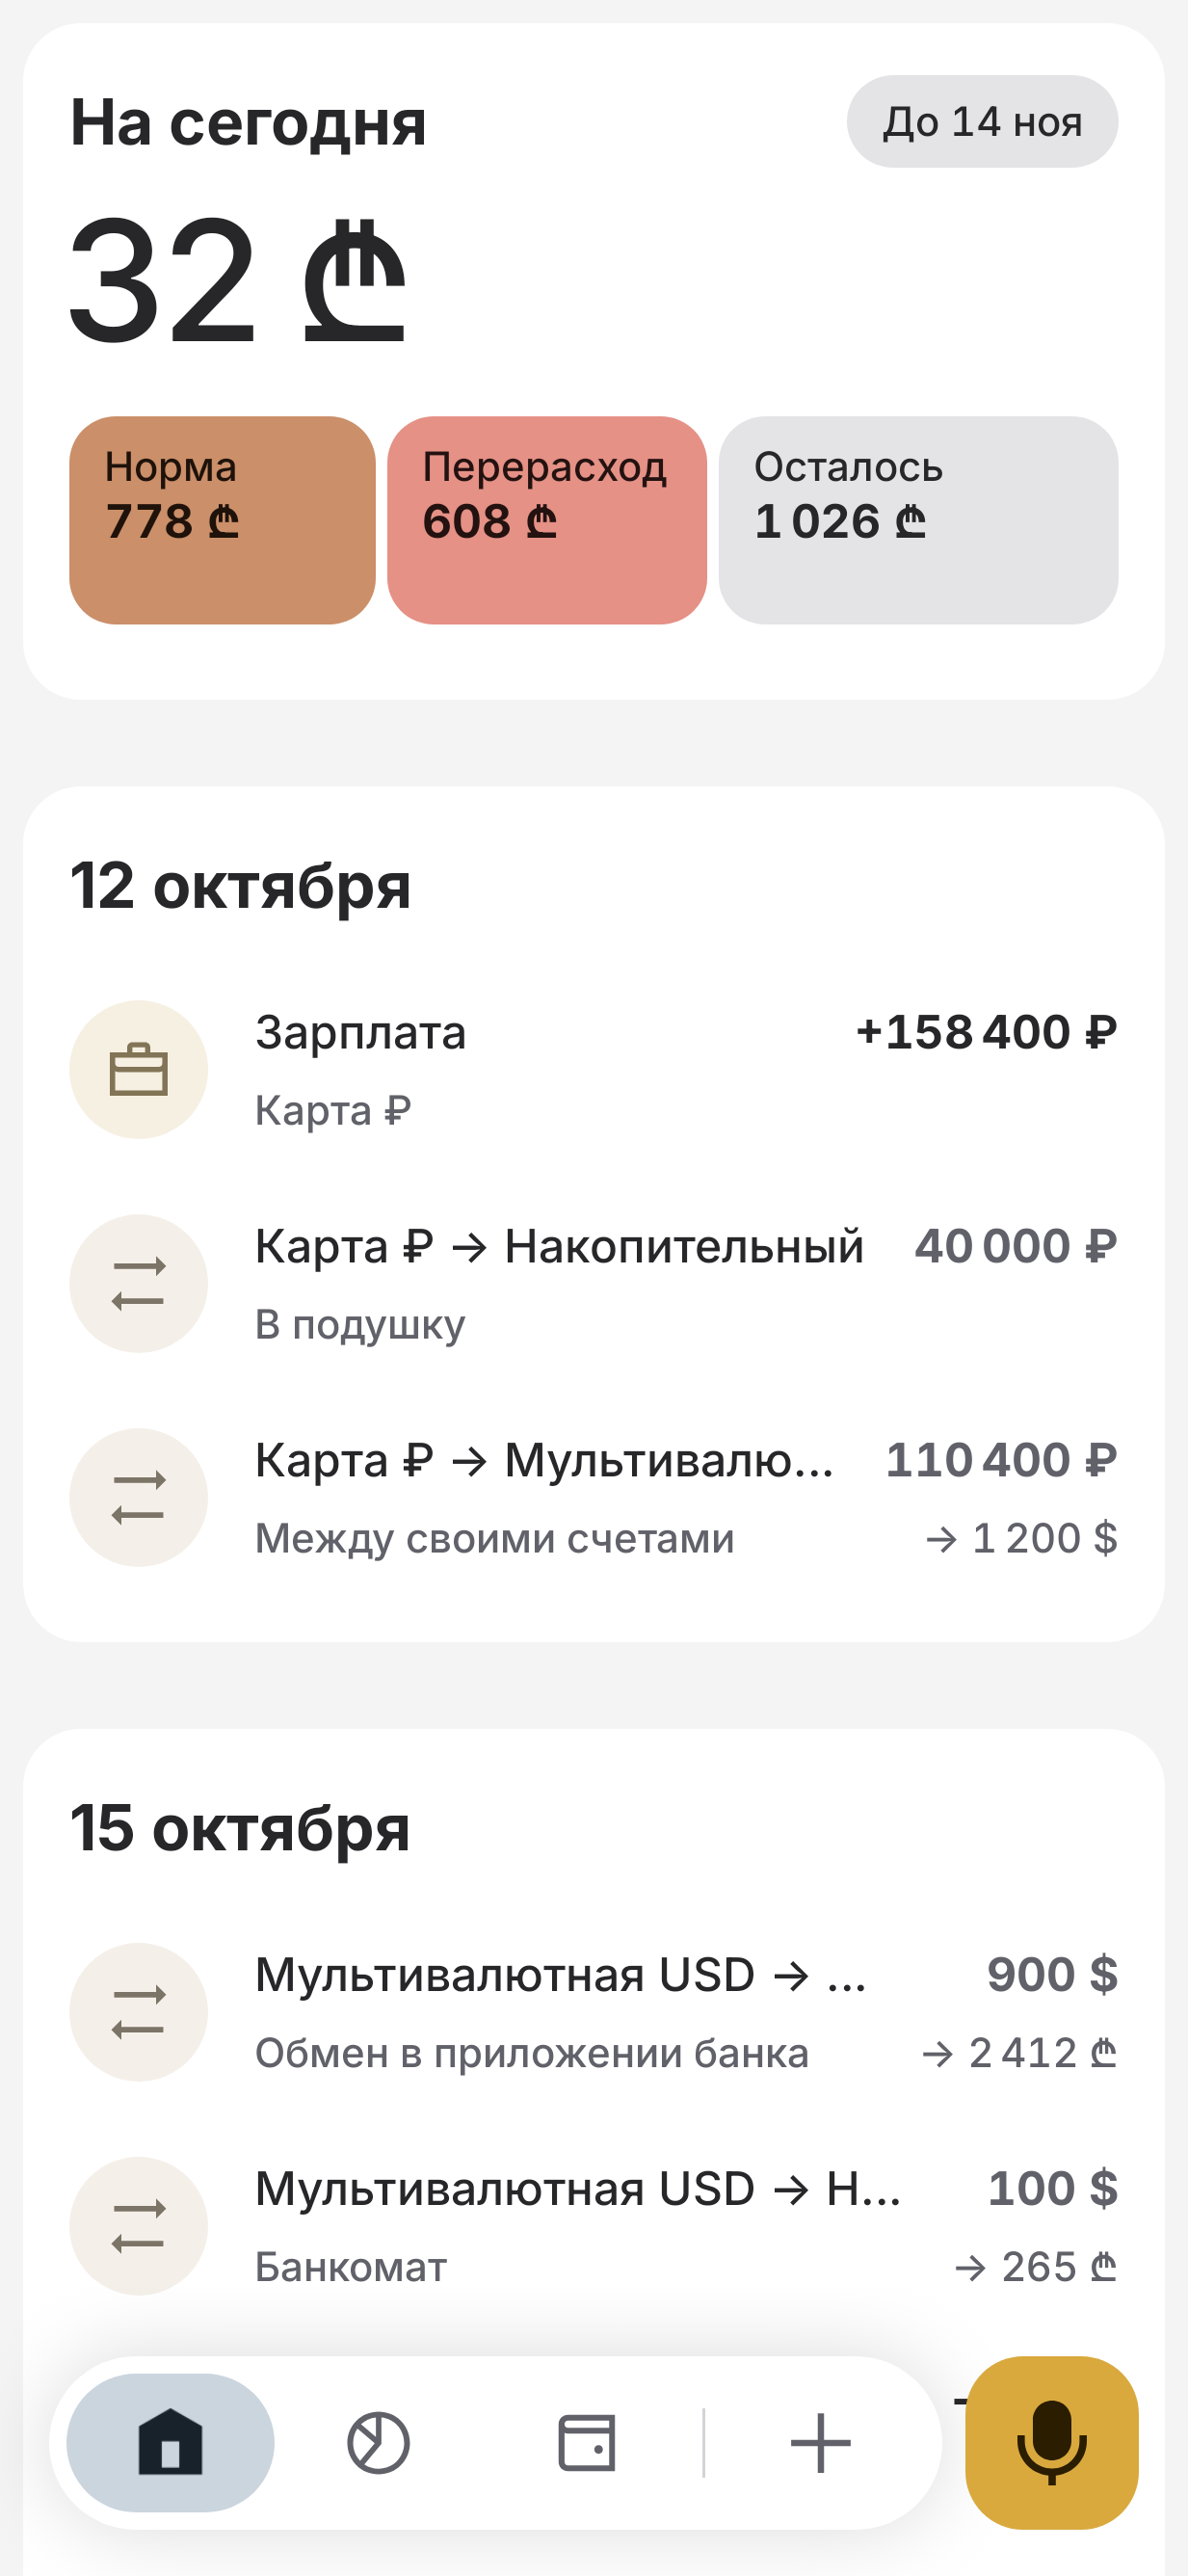 На сегодня
До 14 ноя
32 ₾
Норма
778 ₾
Перерасход
608 ₾
Осталось
1 026 ₾
12 октября
Зарплата
+158 400 ₽
Карта ₽
Карта ₽ → Накопительный
40 000 ₽
В подушку
Карта ₽ → Мультивалю...
110 400 ₽
Между своими счетами
→ 1 200 $
15 октября
Мультивалютная USD → ...
900 $
Обмен в приложении банка
→ 2 412 ₾
Мультивалютная USD → Н...
100 $
Банкомат
→ 265 ₾